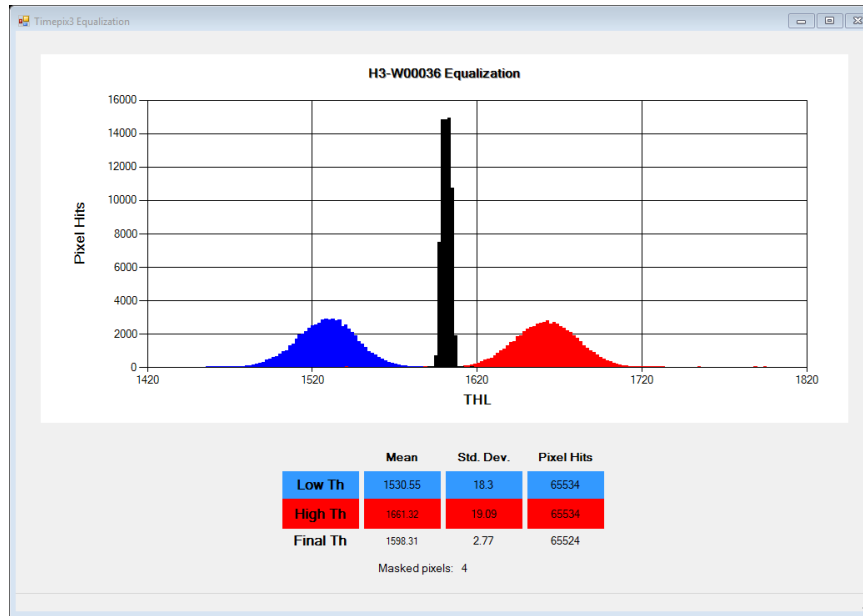 Timepix3 Equalization
H3-W00036 Equalization
16000
14000
12000
10000
8000
6000
4000
2000
0
Pixel Hits
1420 1520 1620 1720 1820
THL
Mean Std. Dev. Pixel Hits
Low Th 1530.55 18.3 65534
High Th 1661.32 19.09 65534
Final Th 1598.31 2.77 65524
Masked pixels: 4